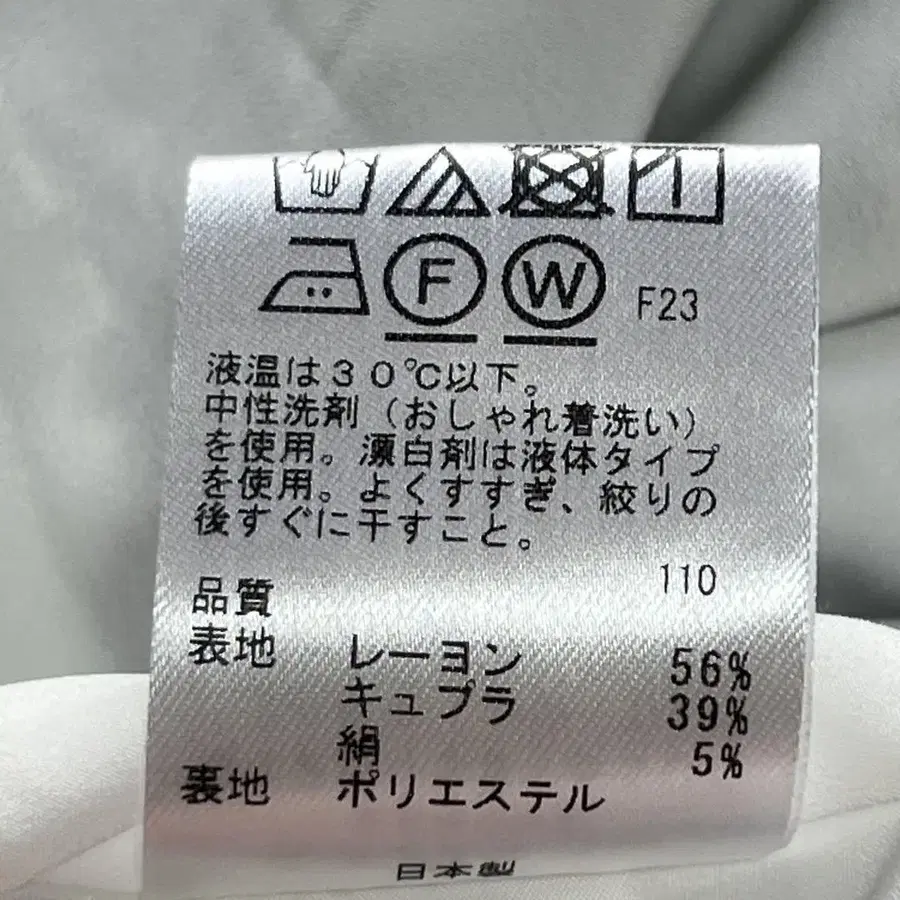 F W F23
液温は30℃以下。
中性洗剤(おしゃれ着洗い)
を使用。漂白剤は液体タイプ
を使用。よくすすぎ、絞りの
後すぐに干すこと。
品質 110
表地 レーヨン 56%
キュプラ 39%
絹 5%
裏地 ポリエステル
日本製